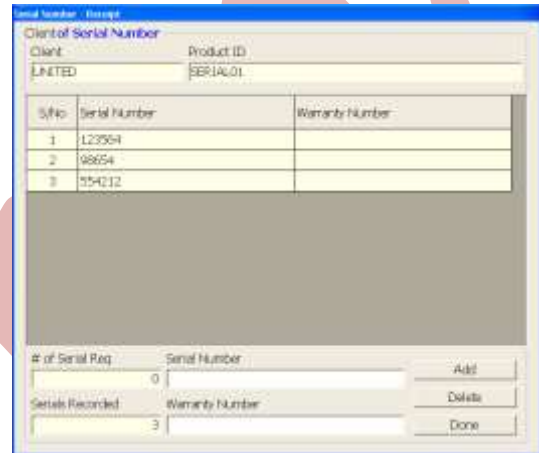 Serial Number - Receipt
Client of Serial Number
Client Product ID
UNITED SERIAL01
S/No Serial Number Warranty Number
1 123564
2 98654
3 554212
# of Serial Req Serial Number
0
Add
Serials Recorded Warranty Number
Delete
3
Done